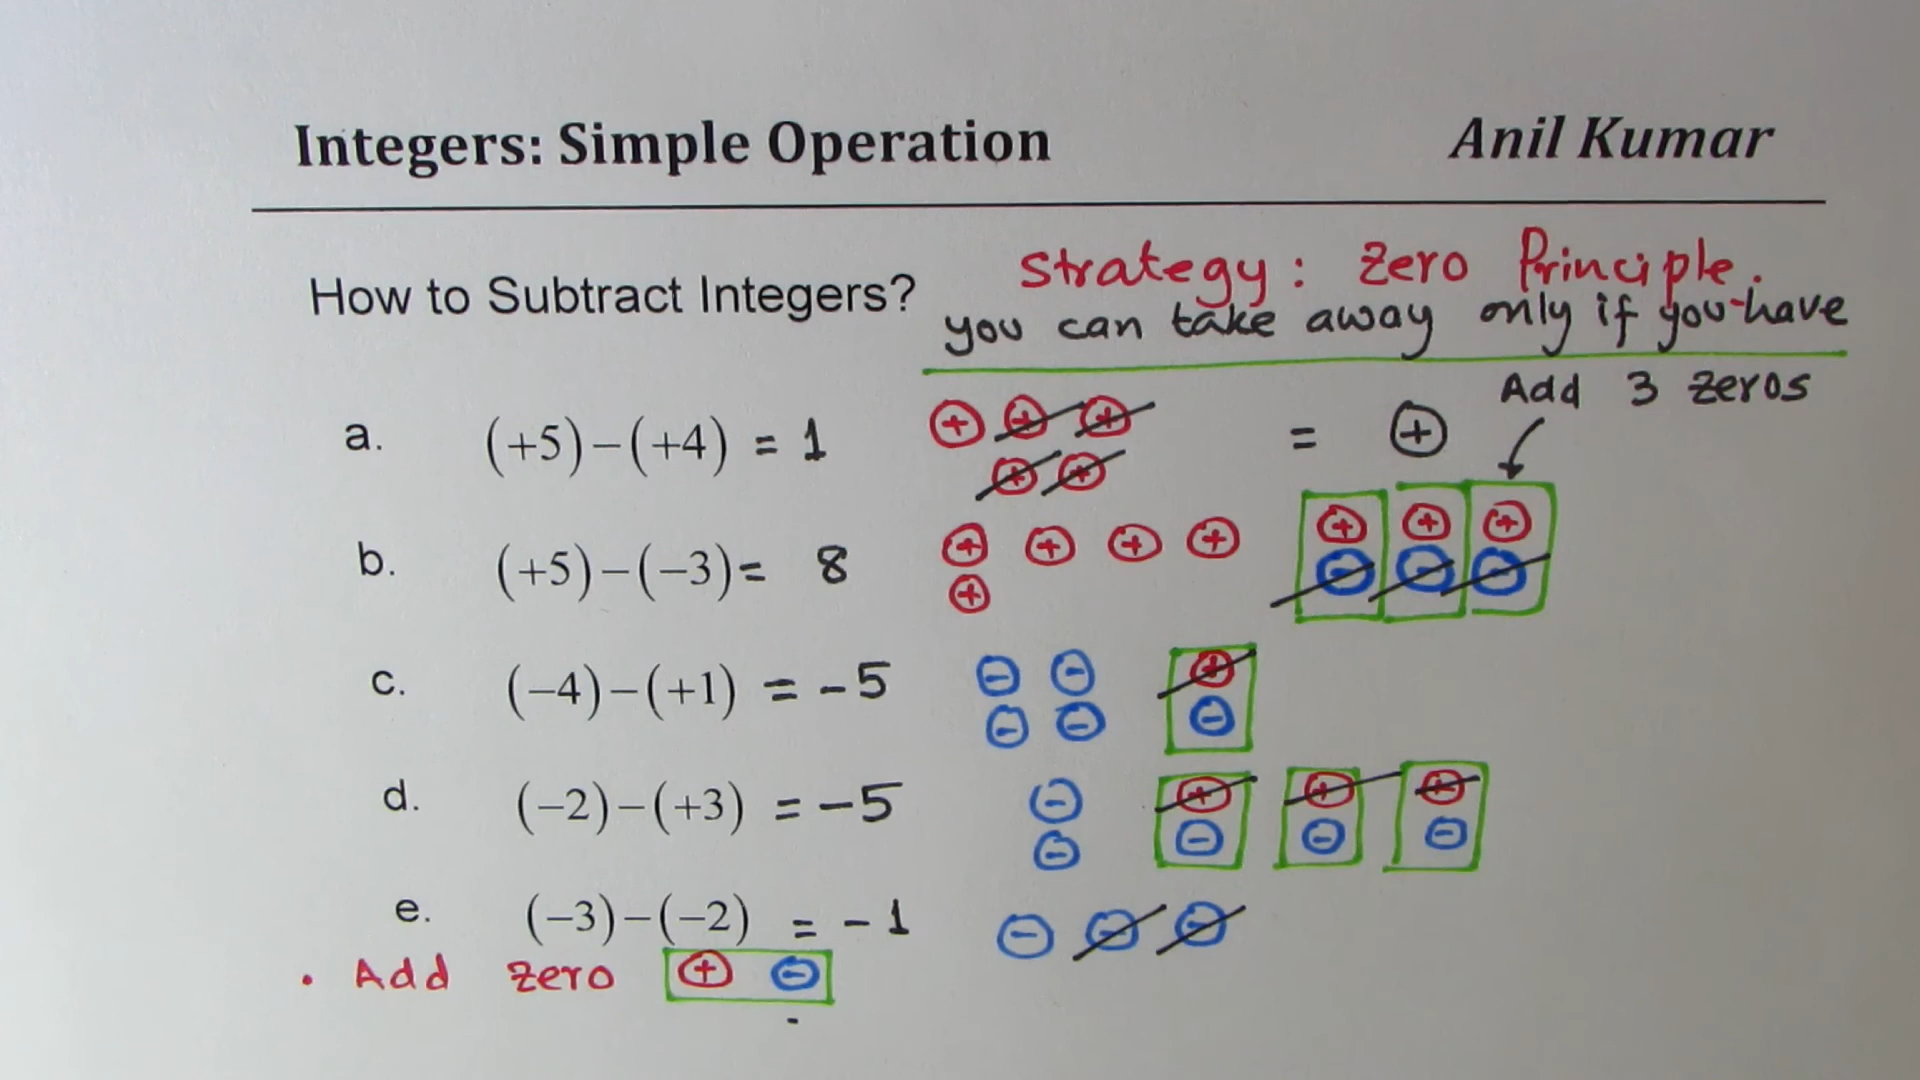 Integers: Simple Operation Anil Kumar
How to Subtract Integers? Strategy: Zero Principle.
you can take away only if you have
Add 3 zeros
a. (+5)−(+4) = 1 + + + = +
+ +
b. (+5)−(−3)= 8 + + + + + + +
+ − − −
c. (−4)−(+1) = −5 − − +
− − −
d. (−2)−(+3) = −5 − + + +
− − − −
e. (−3)−(−2) = −1 − − −
. Add zero + −